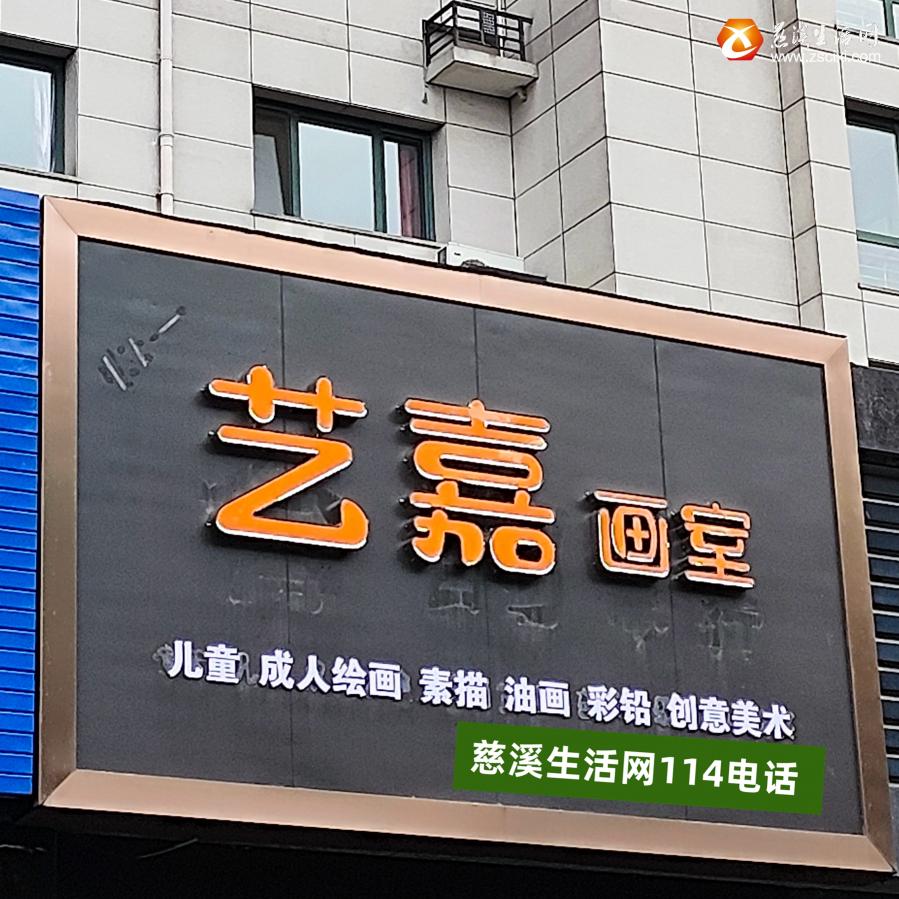 慈溪生活网
www.zscixi.com
艺嘉画室
儿童 成人绘画 素描 油画 彩铅 创意美术
慈溪生活网114电话